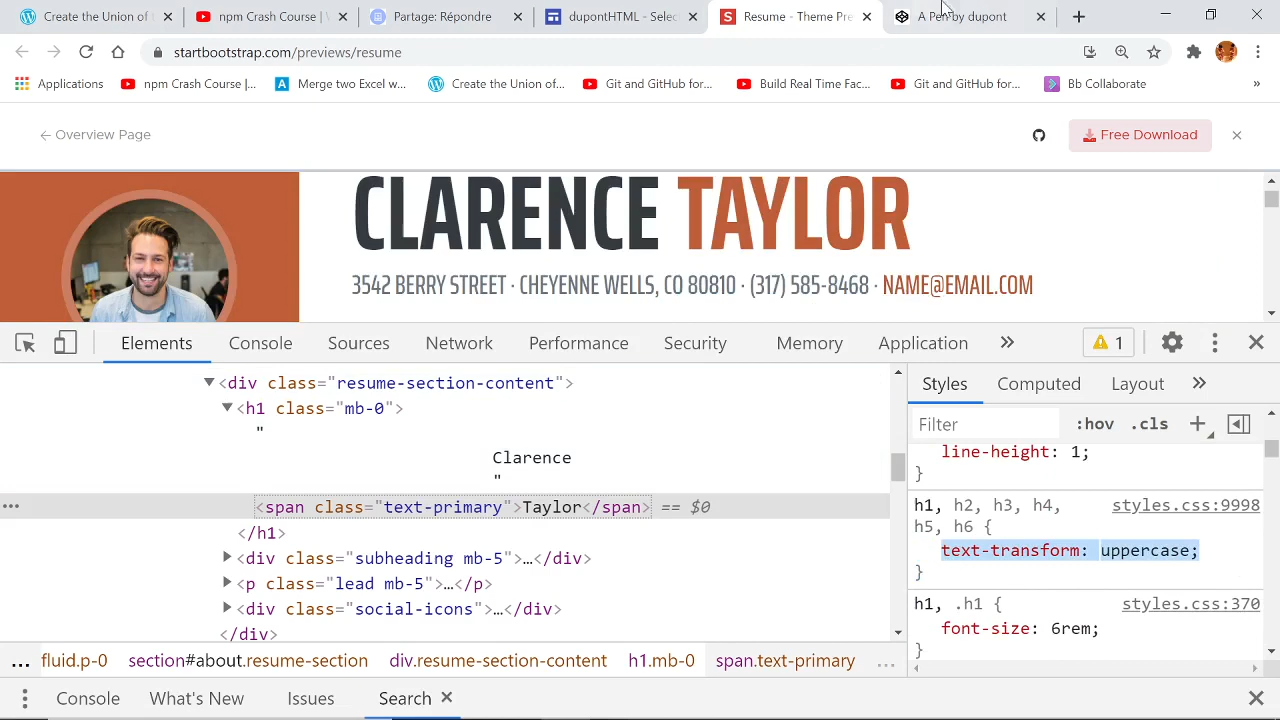 Create the Union of
npm Crash Course | V
Partage: Répondre
dupontHTML - Selec
Resume - Theme Pre
A Pen by dupont
startbootstrap.com/previews/resume
Applications
npm Crash Course |...
Merge two Excel w...
Create the Union of...
Git and GitHub for...
Build Real Time Fac...
Git and GitHub for...
Bb Collaborate
»
← Overview Page
Free Download
CLARENCE TAYLOR
3542 BERRY STREET · CHEYENNE WELLS, CO 80810 · (317) 585-8468 · NAME@EMAIL.COM
Elements
Console
Sources
Network
Performance
Security
Memory
Application
»
1
<div class="resume-section-content">
<h1 class="mb-0">
"
Clarence
"
<span class="text-primary">Taylor</span> == $0
</h1>
<div class="subheading mb-5">…</div>
<p class="lead mb-5">…</p>
<div class="social-icons">…</div>
</div>
Styles
Computed
Layout
»
Filter
:hov
.cls
line-height: 1;
}
h1, h2, h3, h4, styles.css:9998
h5, h6 {
text-transform: uppercase;
}
h1, .h1 { styles.css:370
font-size: 6rem;
}
...
fluid.p-0
section#about.resume-section
div.resume-section-content
h1.mb-0
span.text-primary
...
Console
What's New
Issues
Search